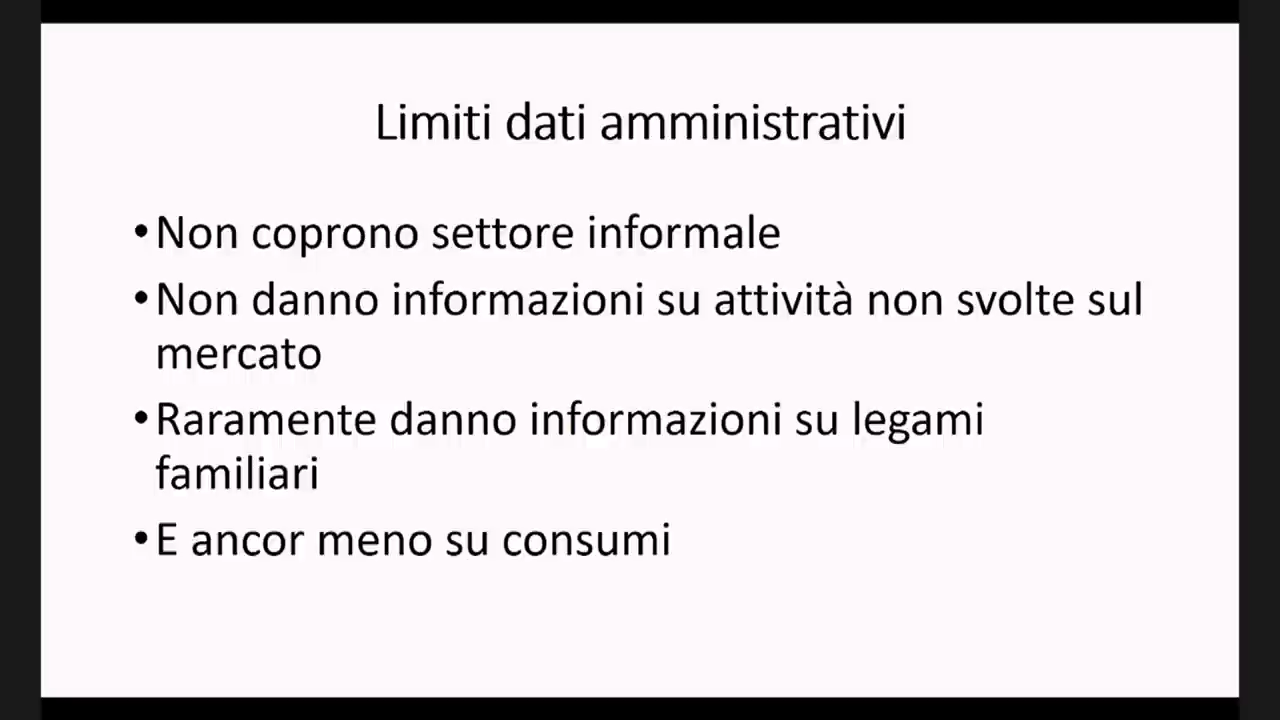 Limiti dati amministrativi
•Non coprono settore informale
•Non danno informazioni su attività non svolte sul
mercato
•Raramente danno informazioni su legami
familiari
•E ancor meno su consumi